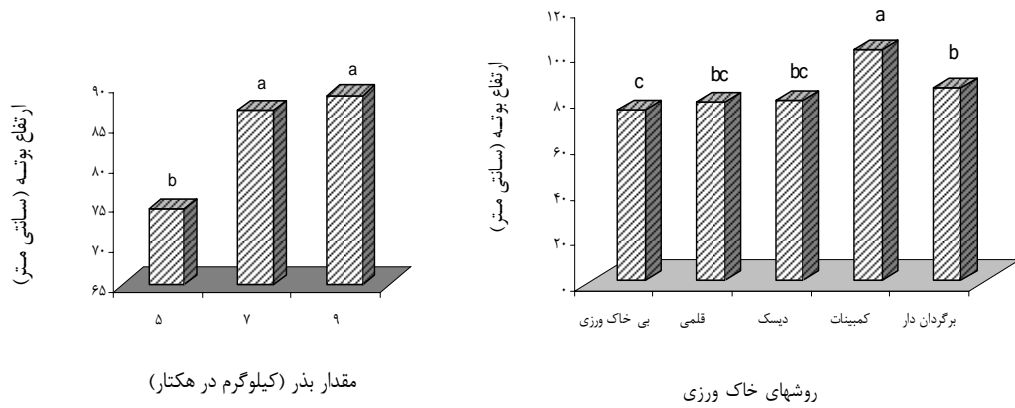 ارتفاع بوته (سانتی متر)
۹۰
۸۵
۸۰
۷۵
۷۰
۶۵
b
a
a
۵
۷
۹
مقدار بذر (کیلوگرم در هکتار)
ارتفاع بوته (سانتی متر)
۱۲۰
۱۰۰
۸۰
۶۰
۴۰
۲۰
۰
c
bc
bc
a
b
بی خاک ورزی
قلمی
دیسک
کمبینات
برگردان دار
روشهای خاک ورزی